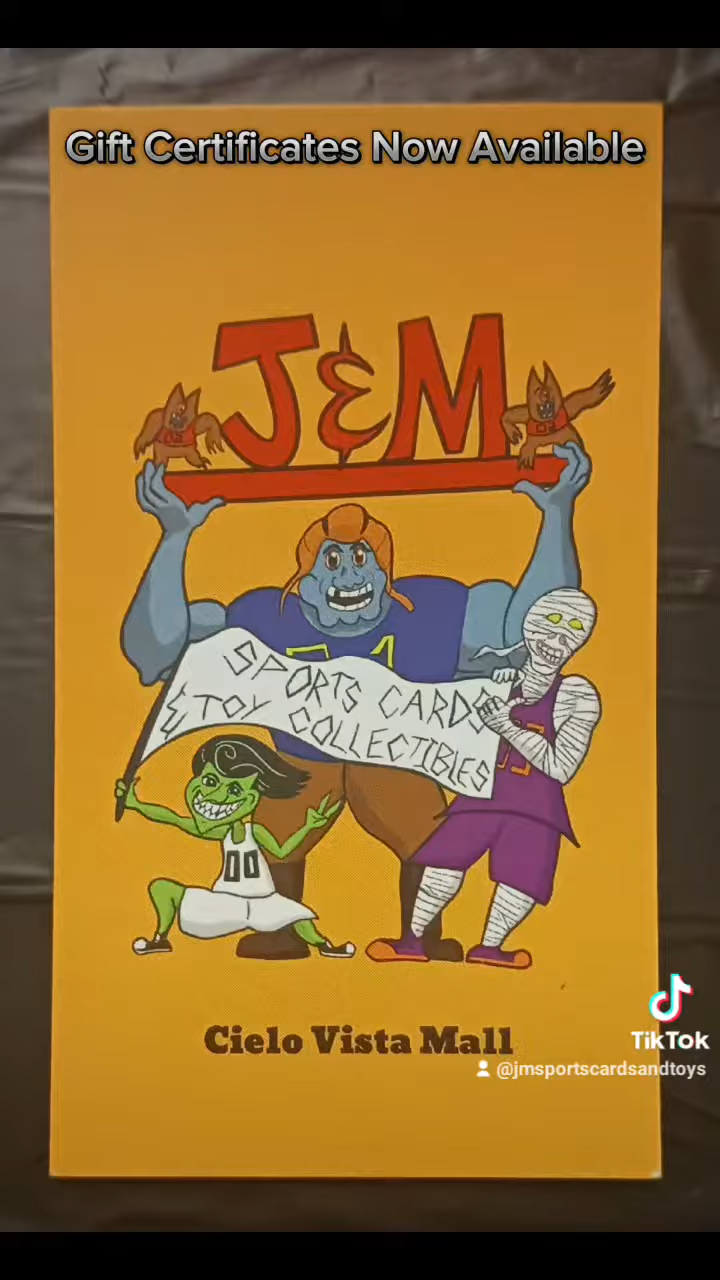 Gift Certificates Now Available
J&M
SPORTS CARDS
& TOY COLLECTIBLES
00
Cielo Vista Mall
TikTok
@jmsportscardsandtoys